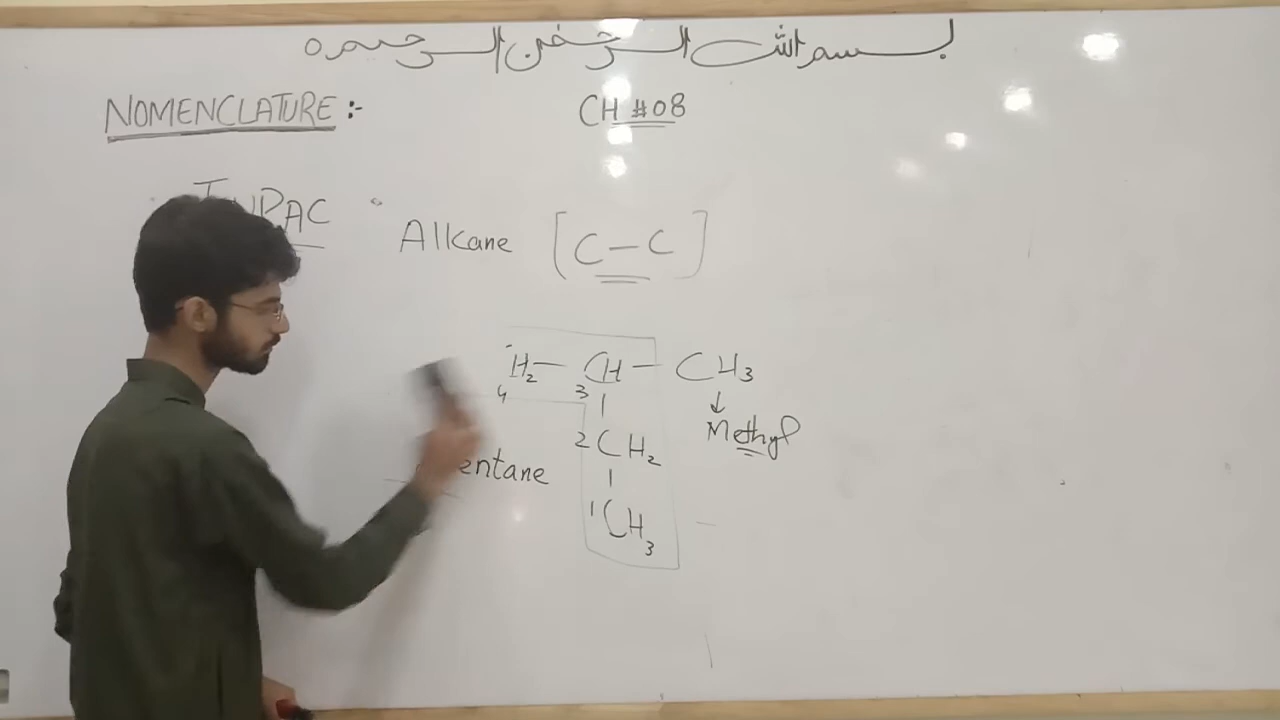 بسم اللہ الرحمن الرحیم ہ
NOMENCLATURE :-
CH #08
IUPAC
Alkane [C–C]
H₂ – CH – CH₃
4 3
Methyl
2 CH₂
entane
1 CH₃